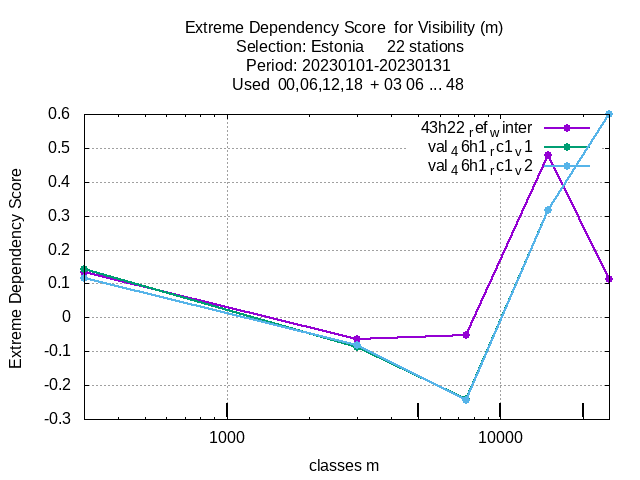 Extreme Dependency Score  for Visibility (m)
Selection: Estonia     22 stations
Period: 20230101-20230131
Used  00,06,12,18  + 03 06 ... 48
43h22 ref winter
val 4 6h1 r c1 v 1
val 4 6h1 r c1 v 2
Extreme Dependency Score
0.6
0.5
0.4
0.3
0.2
0.1
0
-0.1
-0.2
-0.3
1000
10000
classes m